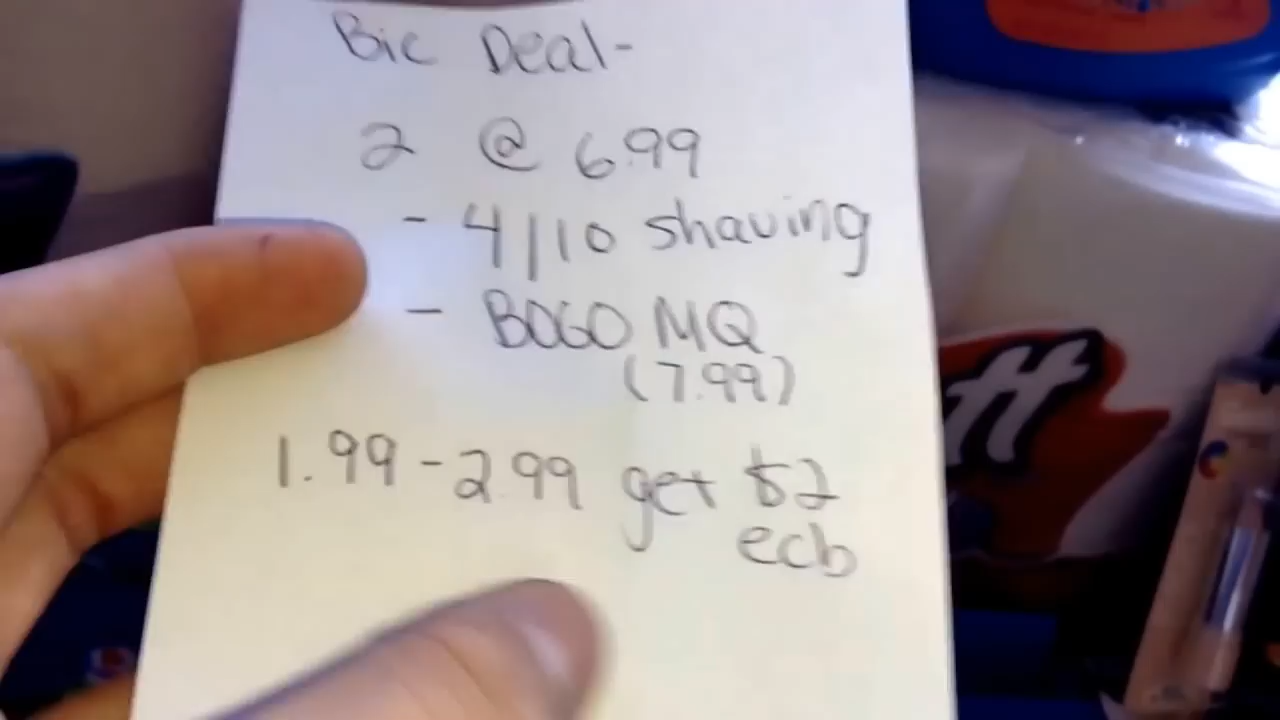 Bic Deal-
2 @ 6.99
- 4/10 shaving
- BOGO MQ
(7.99)
1.99-2.99 get $2
ecb